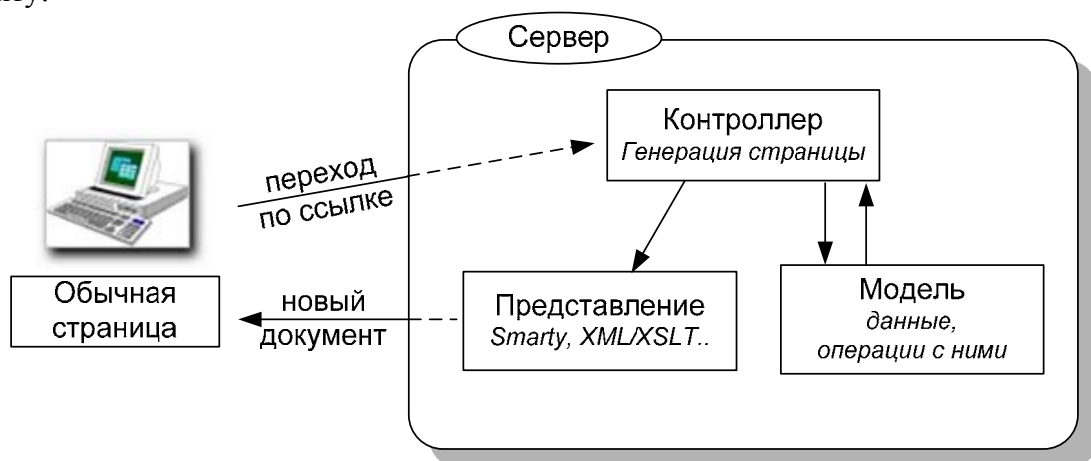 Сервер
Контроллер
Генерация страницы
переход
по ссылке
Обычная
страница
новый
документ
Представление
Smarty, XML/XSLT..
Модель
данные,
операции с ними